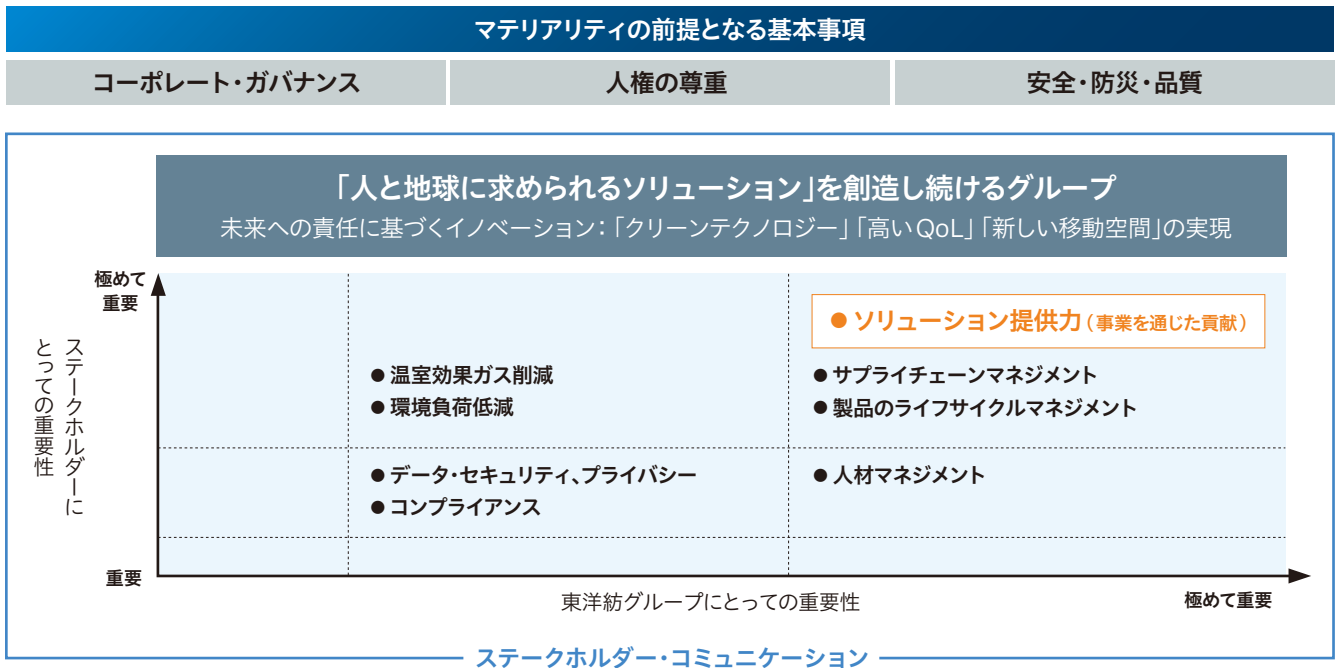 マテリアリティの前提となる基本事項
コーポレート・ガバナンス
人権の尊重
安全・防災・品質
「人と地球に求められるソリューション」を創造し続けるグループ
未来への責任に基づくイノベーション：「クリーンテクノロジー」「高いQoL」「新しい移動空間」の実現
極めて
重要
ステークホルダーに
とっての重要性
● ソリューション提供力（事業を通じた貢献）
● 温室効果ガス削減
● 環境負荷低減
● サプライチェーンマネジメント
● 製品のライフサイクルマネジメント
● データ・セキュリティ、プライバシー
● コンプライアンス
● 人材マネジメント
重要
東洋紡グループにとっての重要性
極めて重要
ステークホルダー・コミュニケーション